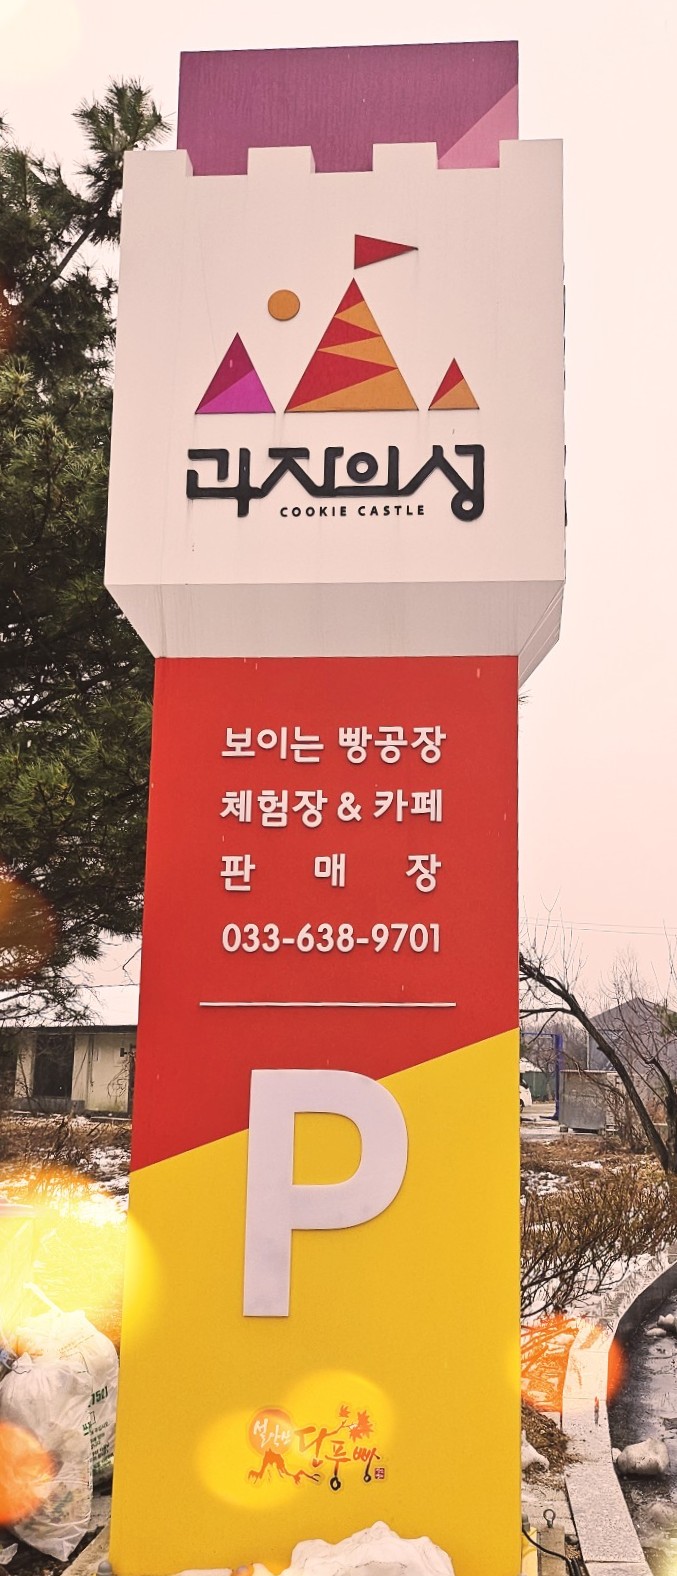 과자의성
COOKIE CASTLE
보이는 빵공장
체험장 & 카페
판 매 장
033-638-9701
P
설악산
단풍빵